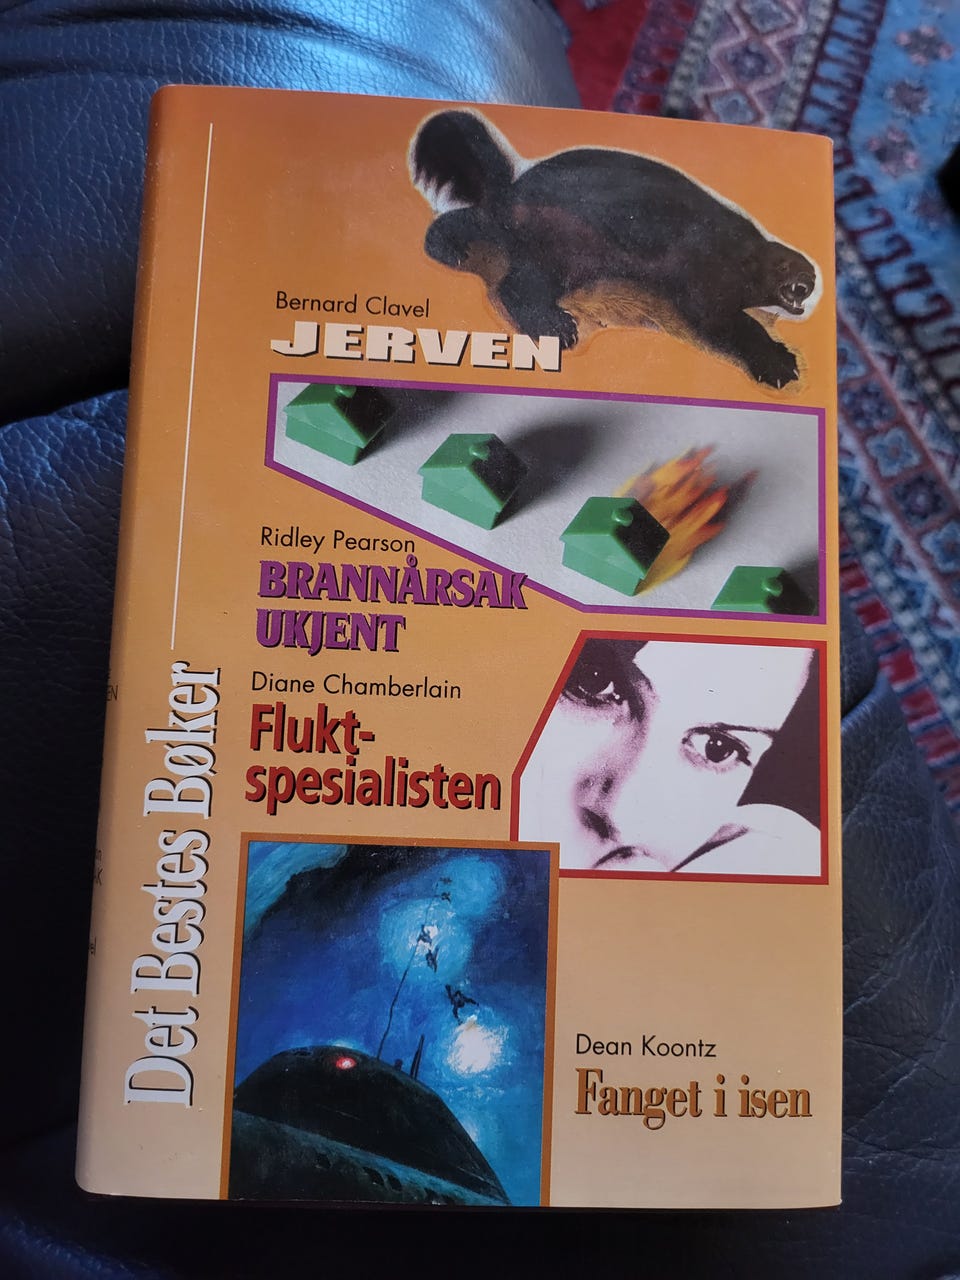 Bernard Clavel
JERVEN
Ridley Pearson
BRANNÅRSAK
UKJENT
Diane Chamberlain
Flukt-
spesialisten
Dean Koontz
Fanget i isen
Det Bestes Bøker